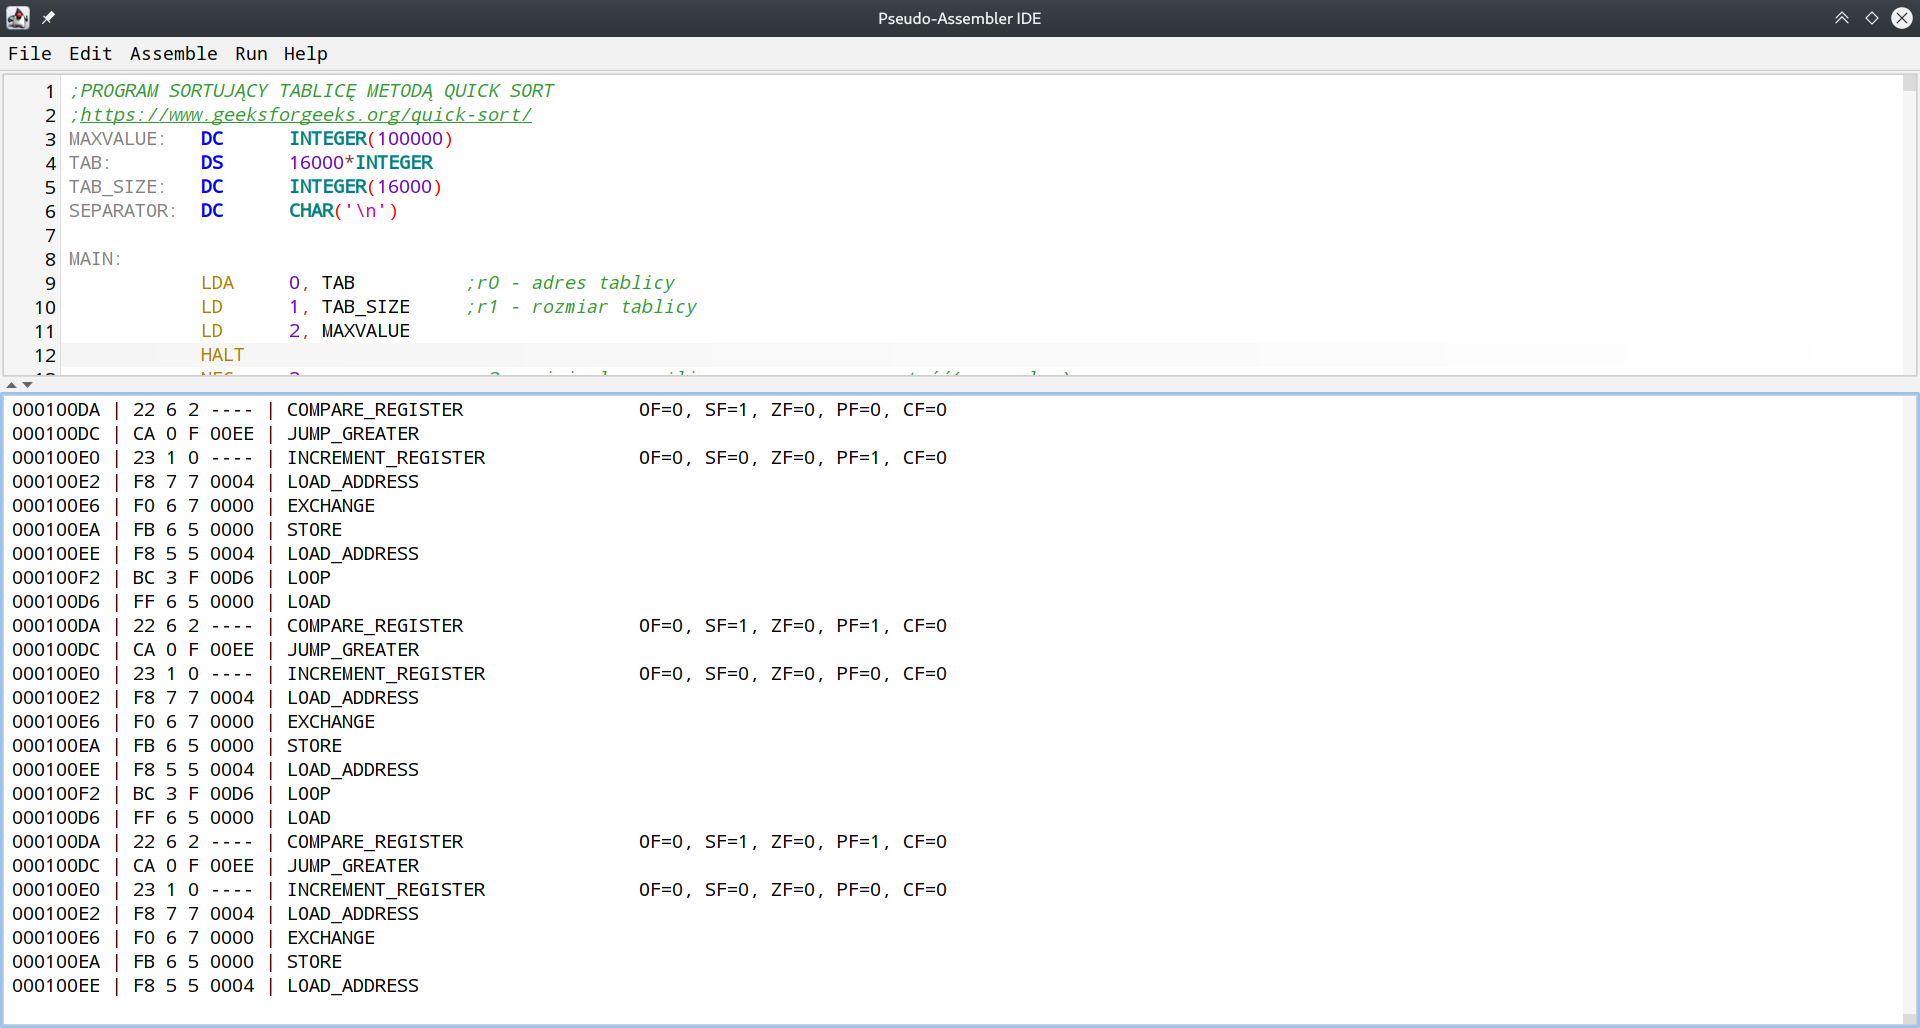 Pseudo-Assembler IDE
File Edit Assemble Run Help
1 ;PROGRAM SORTUJĄCY TABLICĘ METODĄ QUICK SORT
2 ;https://www.geeksforgeeks.org/quick-sort/
3 MAXVALUE: DC INTEGER(100000)
4 TAB: DS 16000*INTEGER
5 TAB_SIZE: DC INTEGER(16000)
6 SEPARATOR: DC CHAR('\n')
7
8 MAIN:
9 LDA 0, TAB ;r0 - adres tablicy
10 LD 1, TAB_SIZE ;r1 - rozmiar tablicy
11 LD 2, MAXVALUE
12 HALT
000100DA | 22 6 2 ---- | COMPARE_REGISTER OF=0, SF=1, ZF=0, PF=0, CF=0
000100DC | CA 0 F 00EE | JUMP_GREATER
000100E0 | 23 1 0 ---- | INCREMENT_REGISTER OF=0, SF=0, ZF=0, PF=1, CF=0
000100E2 | F8 7 7 0004 | LOAD_ADDRESS
000100E6 | F0 6 7 0000 | EXCHANGE
000100EA | FB 6 5 0000 | STORE
000100EE | F8 5 5 0004 | LOAD_ADDRESS
000100F2 | BC 3 F 00D6 | LOOP
000100D6 | FF 6 5 0000 | LOAD
000100DA | 22 6 2 ---- | COMPARE_REGISTER OF=0, SF=1, ZF=0, PF=1, CF=0
000100DC | CA 0 F 00EE | JUMP_GREATER
000100E0 | 23 1 0 ---- | INCREMENT_REGISTER OF=0, SF=0, ZF=0, PF=0, CF=0
000100E2 | F8 7 7 0004 | LOAD_ADDRESS
000100E6 | F0 6 7 0000 | EXCHANGE
000100EA | FB 6 5 0000 | STORE
000100EE | F8 5 5 0004 | LOAD_ADDRESS
000100F2 | BC 3 F 00D6 | LOOP
000100D6 | FF 6 5 0000 | LOAD
000100DA | 22 6 2 ---- | COMPARE_REGISTER OF=0, SF=1, ZF=0, PF=1, CF=0
000100DC | CA 0 F 00EE | JUMP_GREATER
000100E0 | 23 1 0 ---- | INCREMENT_REGISTER OF=0, SF=0, ZF=0, PF=0, CF=0
000100E2 | F8 7 7 0004 | LOAD_ADDRESS
000100E6 | F0 6 7 0000 | EXCHANGE
000100EA | FB 6 5 0000 | STORE
000100EE | F8 5 5 0004 | LOAD_ADDRESS